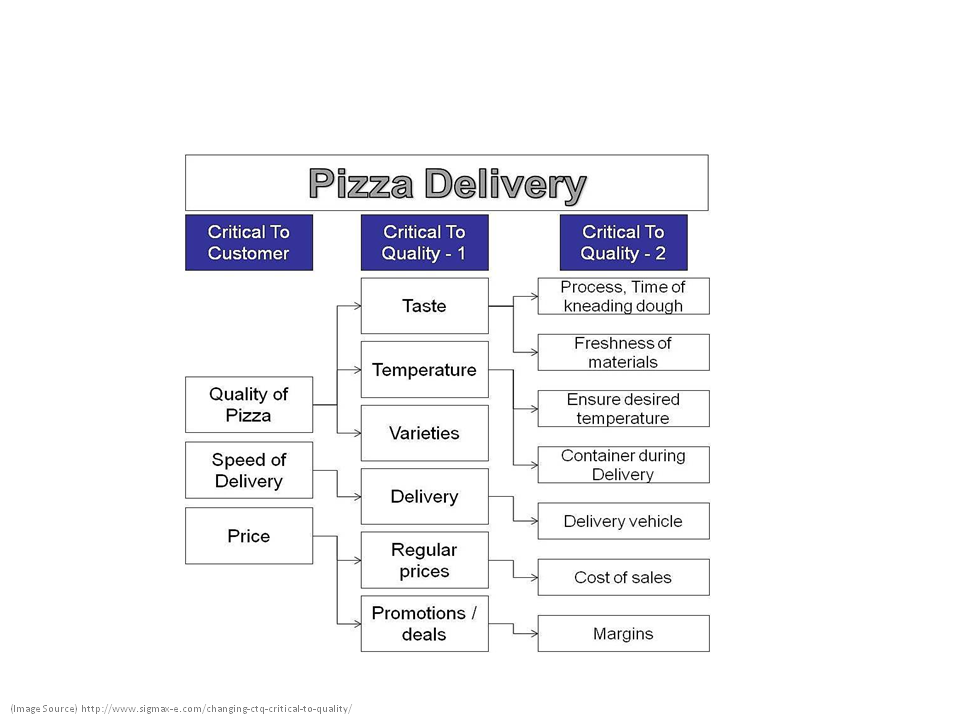 Pizza Delivery
Critical To
Customer
Critical To
Quality - 1
Critical To
Quality - 2
Quality of
Pizza
Speed of
Delivery
Price
Taste
Temperature
Varieties
Delivery
Regular
prices
Promotions /
deals
Process, Time of
kneading dough
Freshness of
materials
Ensure desired
temperature
Container during
Delivery
Delivery vehicle
Cost of sales
Margins
(Image Source) http://www.sigmax-e.com/changing-ctq-critical-to-quality/